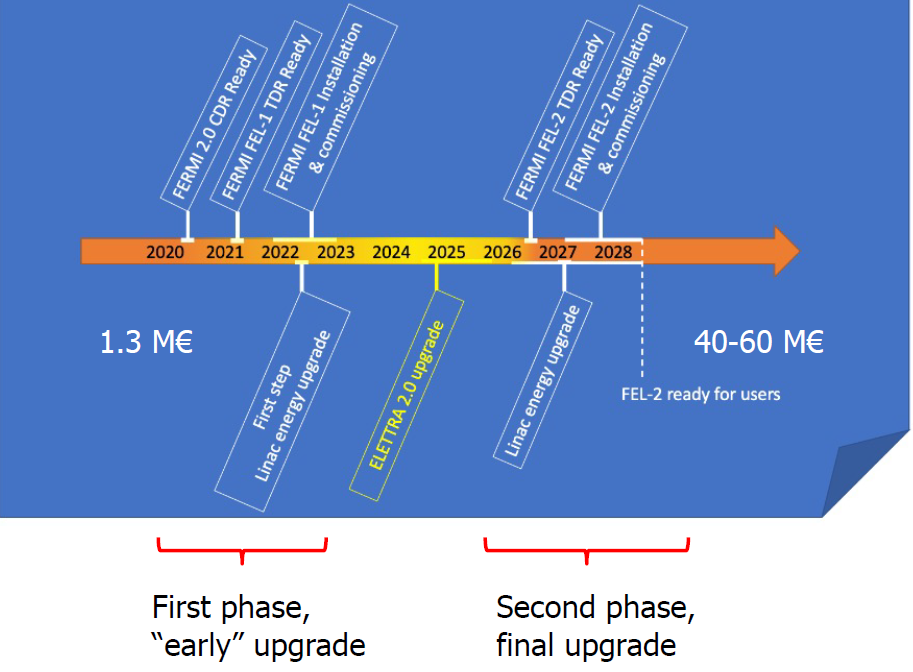 FERMI 2.0 CDR Ready
FERMI FEL-1 TDR Ready
FERMI FEL-1 Installation
& commissioning
FERMI FEL-2 TDR Ready
FERMI FEL-2 Installation
& commissioning
2020 2021 2022 2023 2024 2025 2026 2027 2028
1.3 M€
First step
Linac energy upgrade
ELETTRA 2.0 upgrade
Linac energy upgrade
40-60 M€
FEL-2 ready for users
First phase,
“early” upgrade
Second phase,
final upgrade